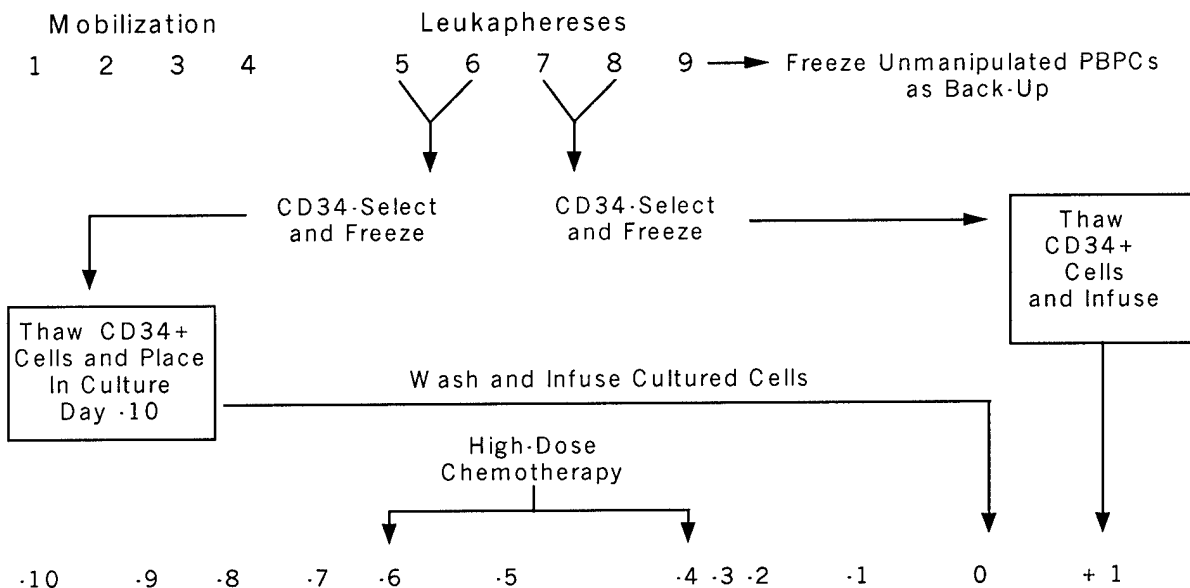 Mobilization
Leukaphereses
1 2 3 4 5 6 7 8 9
Freeze Unmanipulated PBPCs
as Back-Up
CD34-Select
and Freeze
CD34-Select
and Freeze
Thaw
CD34+
Cells
and Infuse
Thaw CD34+
Cells and Place
In Culture
Day -10
Wash and Infuse Cultured Cells
High-Dose
Chemotherapy
-10 -9 -8 -7 -6 -5 -4 -3 -2 -1 0 + 1